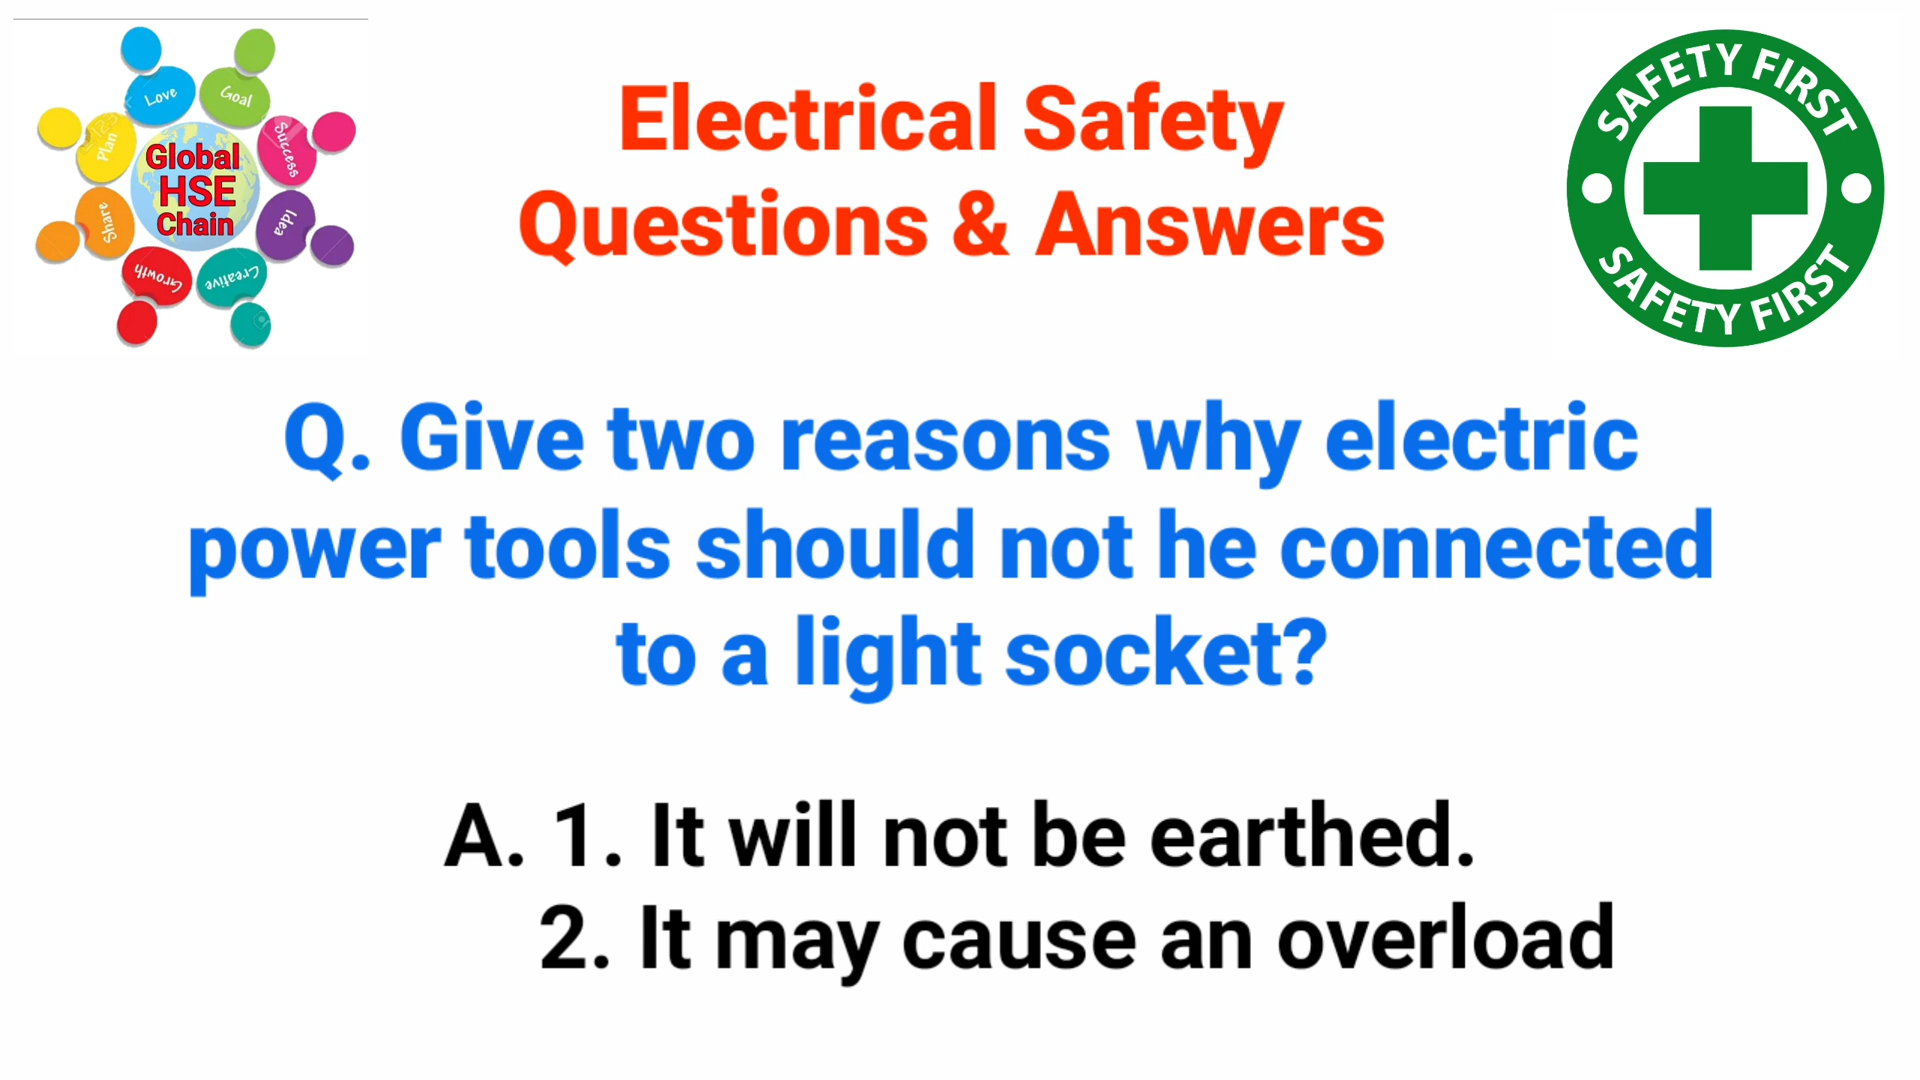 Love
Goal
Plan
Success
Share
Idea
Growth
Creative
Global
HSE
Chain
Electrical Safety
Questions & Answers
SAFETY FIRST
SAFETY FIRST
Q. Give two reasons why electric
power tools should not he connected
to a light socket?
A. 1. It will not be earthed.
2. It may cause an overload